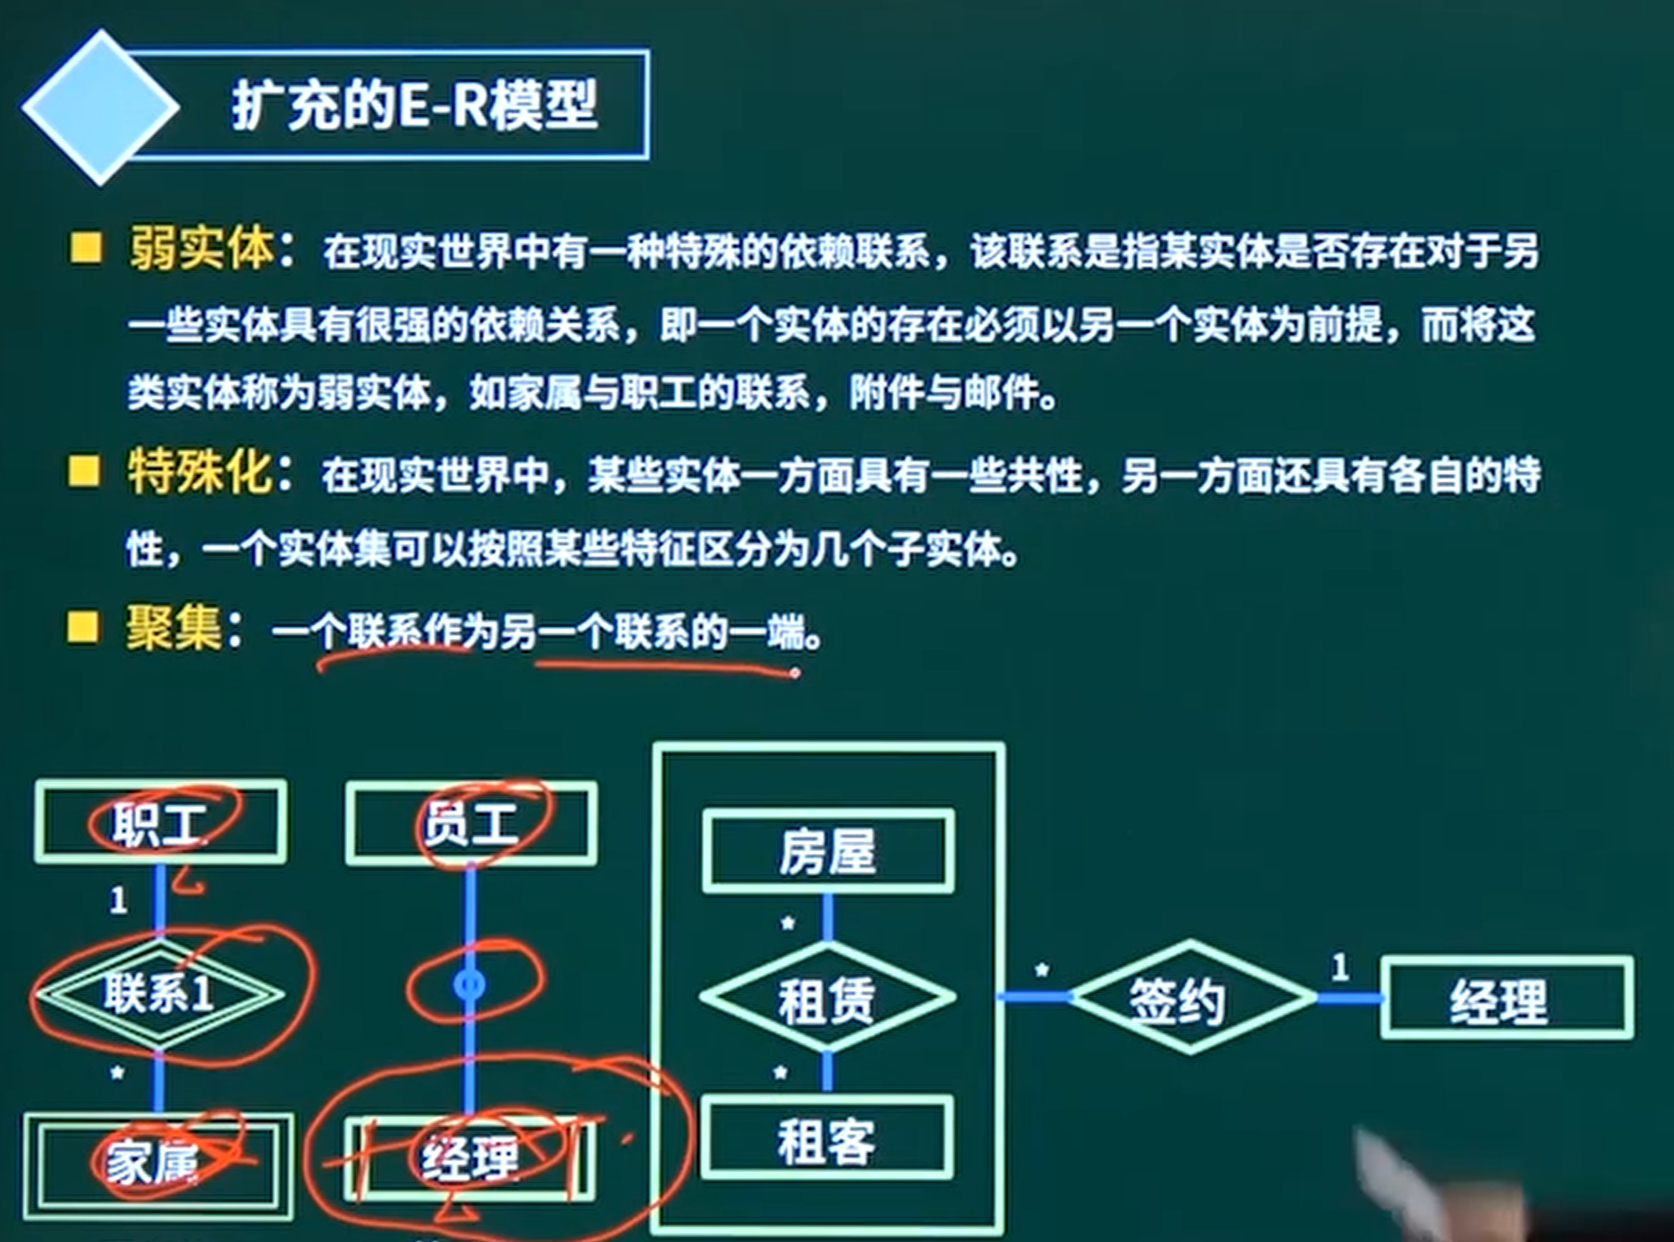 扩充的E-R模型
弱实体：在现实世界中有一种特殊的依赖联系，该联系是指某实体是否存在对于另
一些实体具有很强的依赖关系，即一个实体的存在必须以另一个实体为前提，而将这
类实体称为弱实体，如家属与职工的联系，附件与邮件。
特殊化：在现实世界中，某些实体一方面具有一些共性，另一方面还具有各自的特
性，一个实体集可以按照某些特征区分为几个子实体。
聚集：一个联系作为另一个联系的一端。
职工
1
联系1
*
家属
员工
经理
房屋
*
租赁
*
租客
*
签约
1
经理